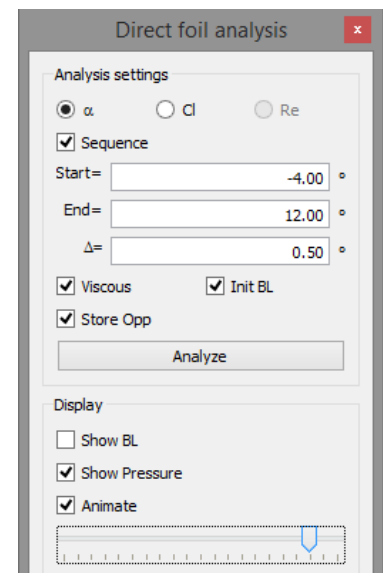 Direct foil analysis x
Analysis settings
α Cl Re
Sequence
Start= -4.00 °
End= 12.00 °
Δ= 0.50 °
Viscous Init BL
Store Opp
Analyze
Display
Show BL
Show Pressure
Animate